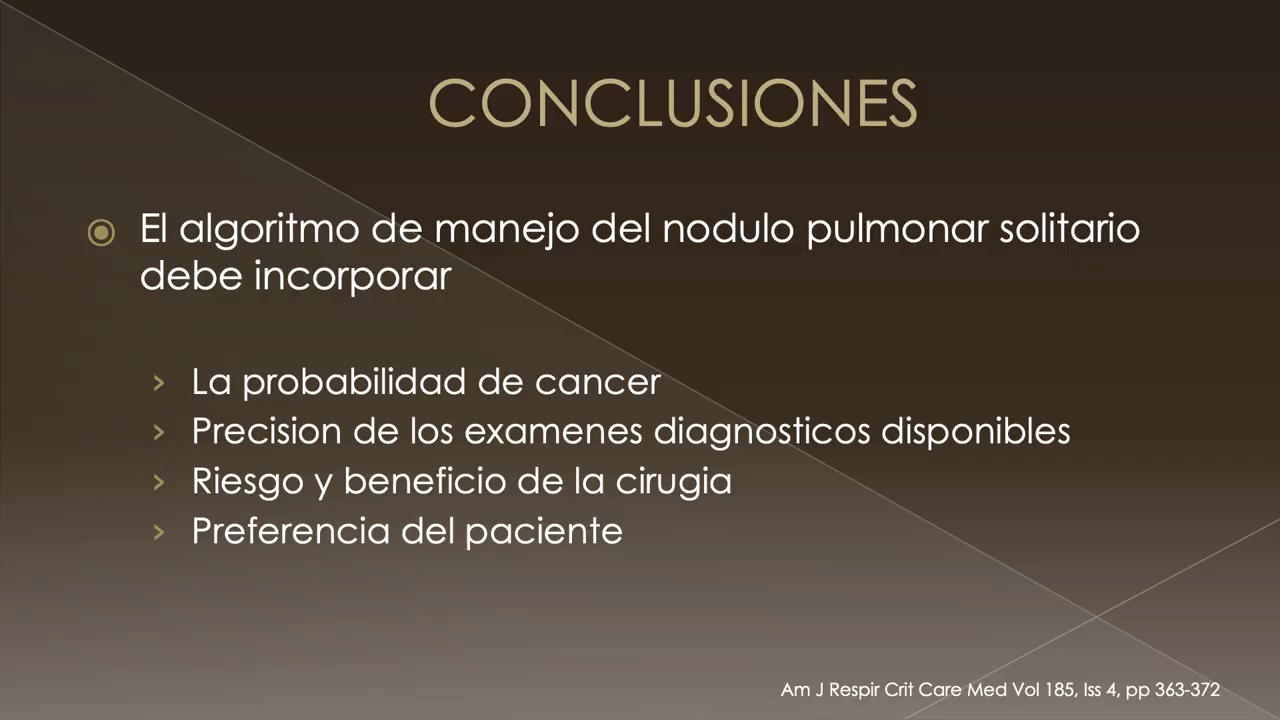 CONCLUSIONES
El algoritmo de manejo del nodulo pulmonar solitario
debe incorporar
La probabilidad de cancer
Precision de los examenes diagnosticos disponibles
Riesgo y beneficio de la cirugia
Preferencia del paciente
Am J Respir Crit Care Med Vol 185, Iss 4, pp 363-372